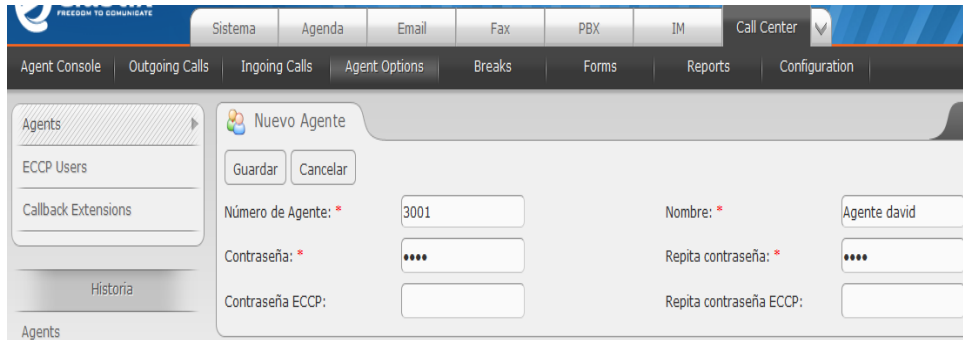 FREEDOM TO COMUNICATE
Sistema Agenda Email Fax PBX IM Call Center
Agent Console Outgoing Calls Ingoing Calls Agent Options Breaks Forms Reports Configuration
Agents
ECCP Users
Callback Extensions
Historia
Agents
Nuevo Agente
Guardar Cancelar
Número de Agente: * 3001 Nombre: * Agente david
Contraseña: * •••• Repita contraseña: * ••••
Contraseña ECCP: Repita contraseña ECCP: